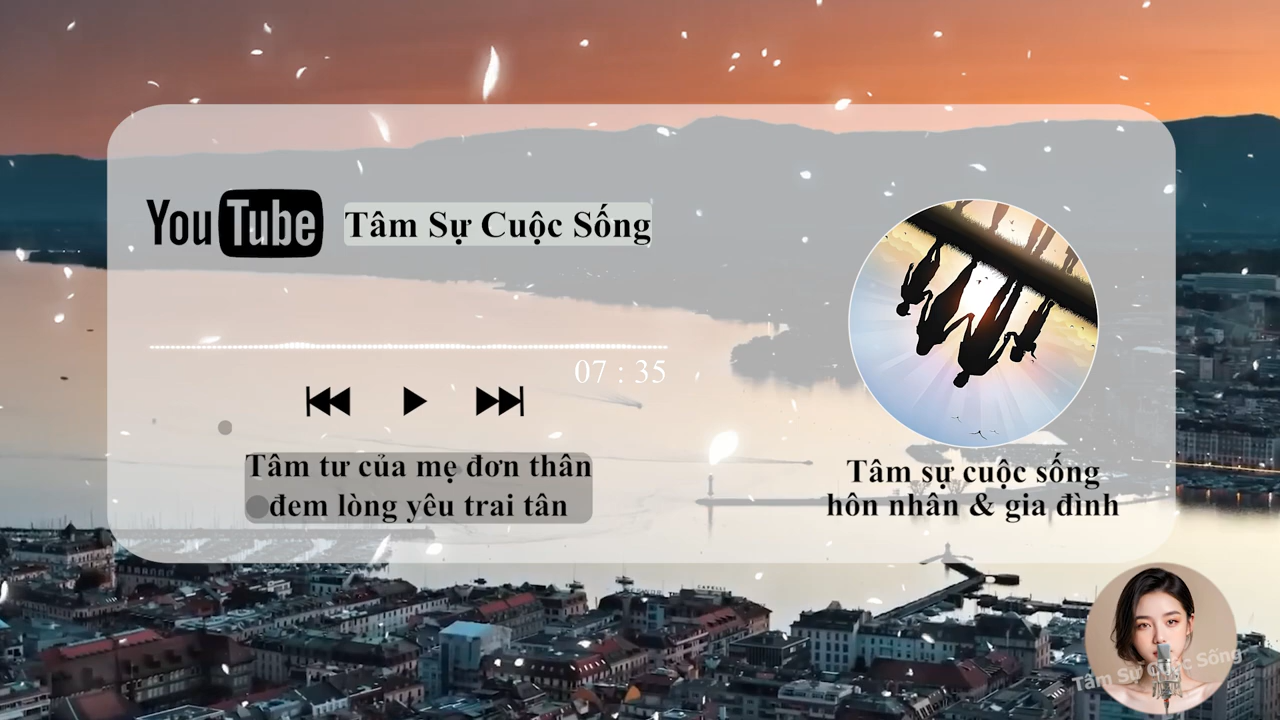 YouTube
Tâm Sự Cuộc Sống
07 : 35
Tâm tư của mẹ đơn thân
đem lòng yêu trai tân
Tâm sự cuộc sống
hôn nhân & gia đình
Tâm Sự Cuộc Sống